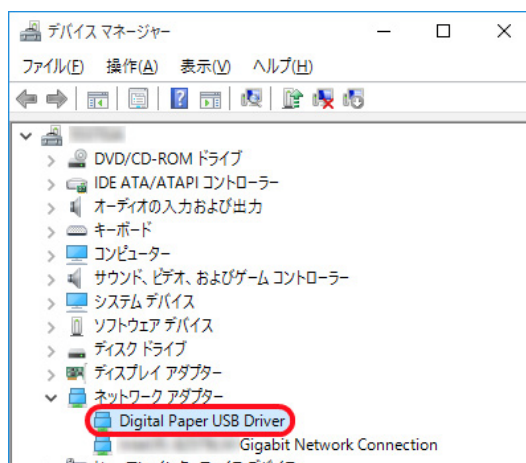 デバイス マネージャー
ファイル(F) 操作(A) 表示(V) ヘルプ(H)
DVD/CD-ROM ドライブ
IDE ATA/ATAPI コントローラー
オーディオの入力および出力
キーボード
コンピューター
サウンド、ビデオ、およびゲーム コントローラー
システム デバイス
ソフトウェア デバイス
ディスク ドライブ
ディスプレイ アダプター
ネットワーク アダプター
Digital Paper USB Driver
Gigabit Network Connection